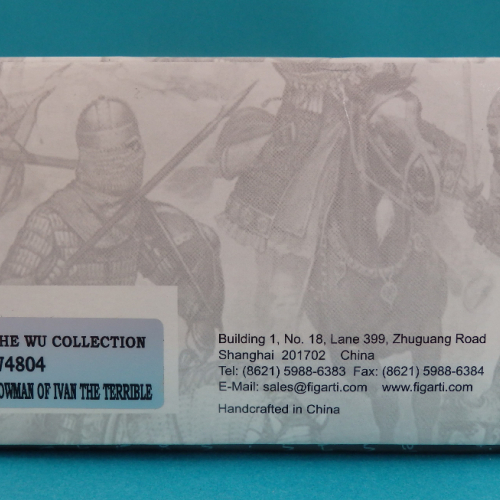 HE WU COLLECTION
4804
OWMAN OF IVAN THE TERRIBLE
Building 1, No. 18, Lane 399, Zhuguang Road
Shanghai 201702 China
Tel: (8621) 5988-6383 Fax: (8621) 5988-6384
E-Mail: sales@figarti.com www.figarti.com
Handcrafted in China